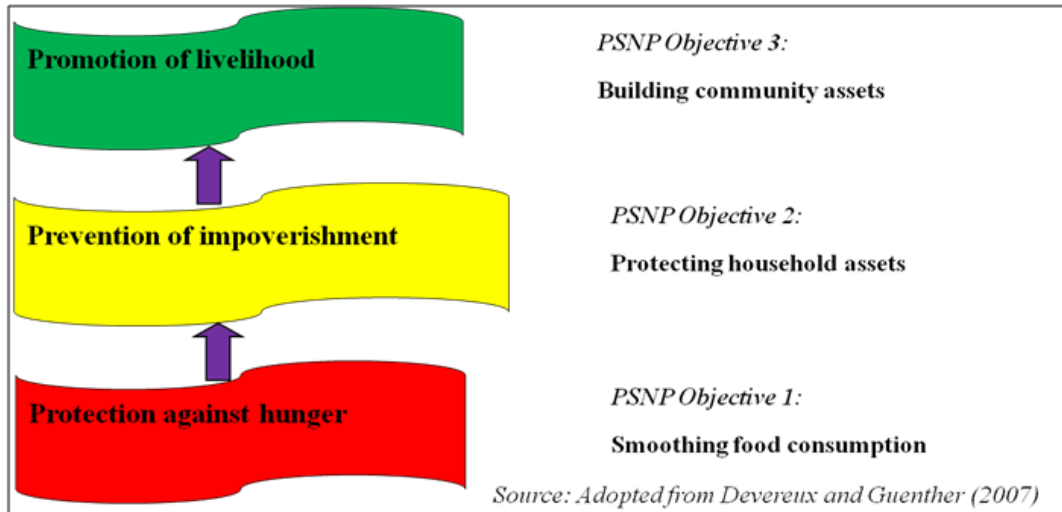 Promotion of livelihood
PSNP Objective 3:
Building community assets
Prevention of impoverishment
PSNP Objective 2:
Protecting household assets
Protection against hunger
PSNP Objective 1:
Smoothing food consumption
Source: Adopted from Devereux and Guenther (2007)